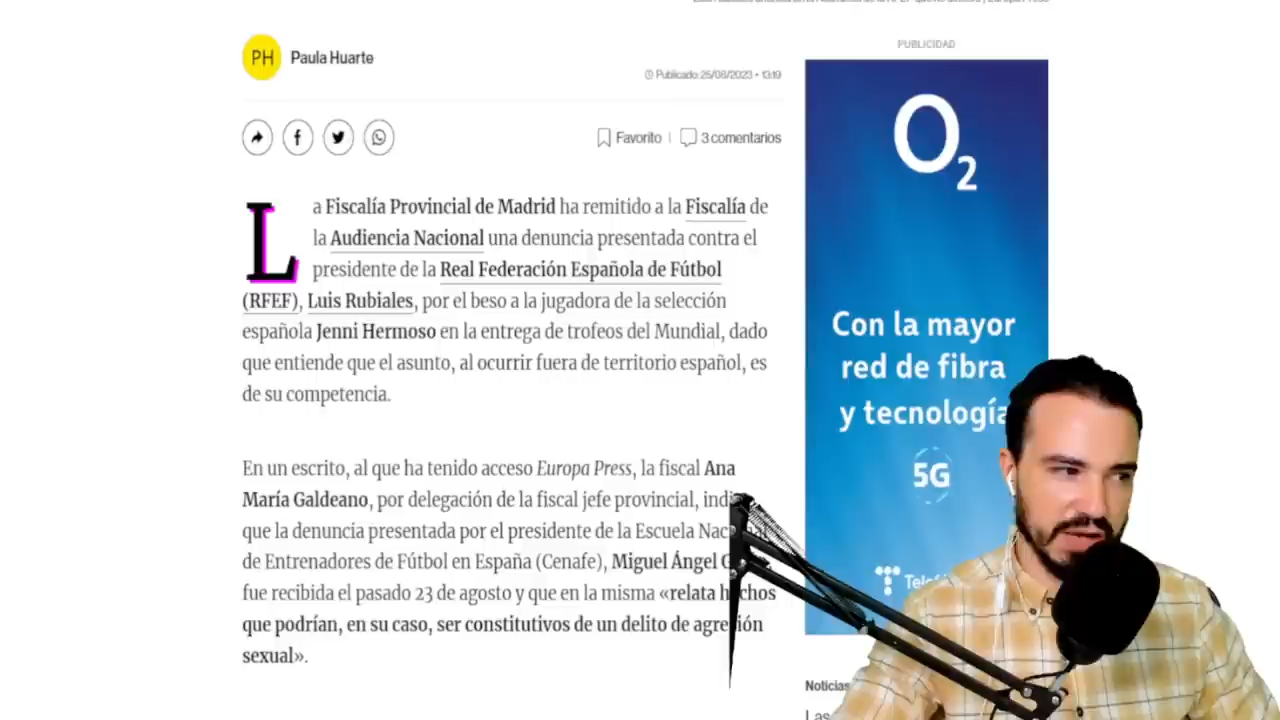 PUBLICIDAD
PH
Paula Huarte
Publicado: 25/08/2023 • 13:19
Favorito
3 comentarios
La Fiscalía Provincial de Madrid ha remitido a la Fiscalía de
la Audiencia Nacional una denuncia presentada contra el
presidente de la Real Federación Española de Fútbol
(RFEF), Luis Rubiales, por el beso a la jugadora de la selección
española Jenni Hermoso en la entrega de trofeos del Mundial, dado
que entiende que el asunto, al ocurrir fuera de territorio español, es
de su competencia.
En un escrito, al que ha tenido acceso Europa Press, la fiscal Ana
María Galdeano, por delegación de la fiscal jefe provincial,
que la denuncia presentada por el presidente de la Escuela
de Entrenadores de Fútbol en España (Cenafe), Miguel Ángel
fue recibida el pasado 23 de agosto y que en la misma «relata hechos
que podrían, en su caso, ser constitutivos de un delito de agresión
sexual».
O2
Con la mayor
red de fibra
y tecnología
5G
Noticias
Las